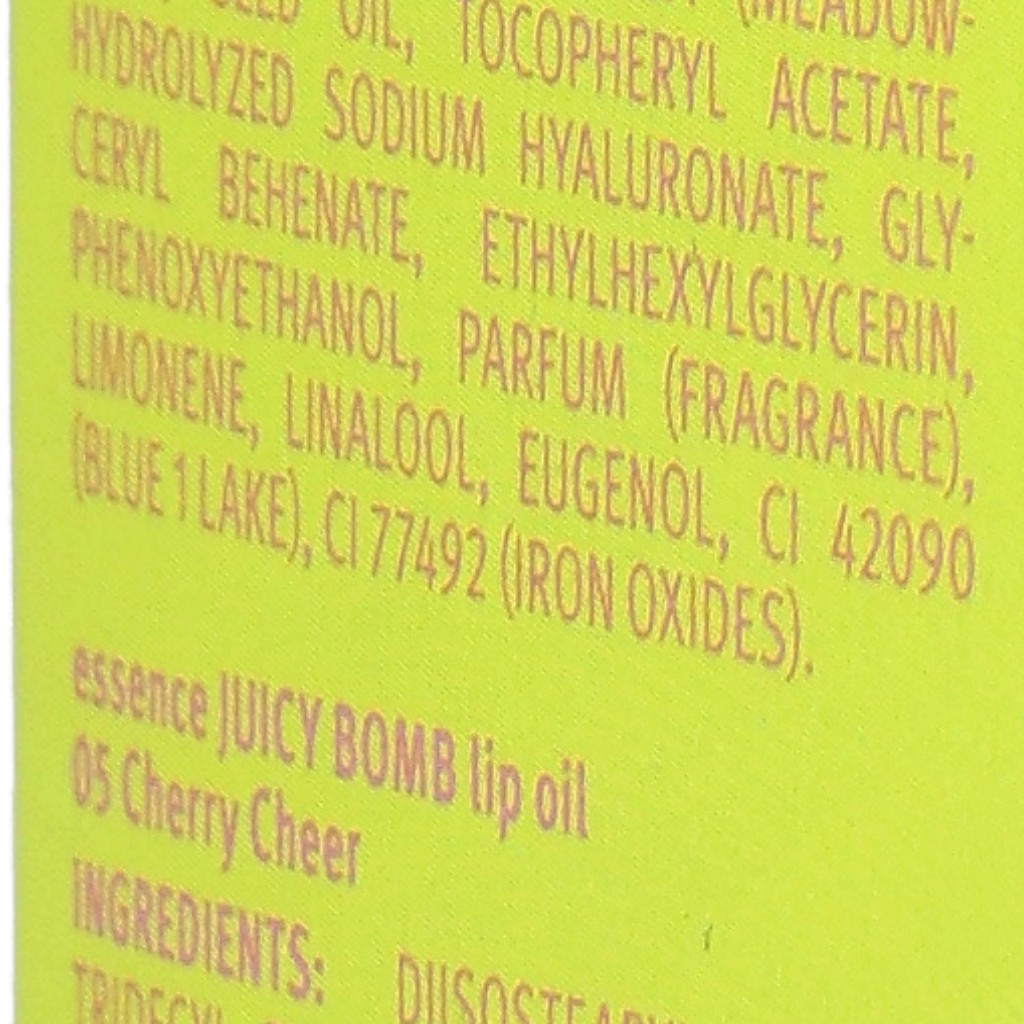 (MEADOW-
OIL, TOCOPHERYL ACETATE,
HYDROLYZED SODIUM HYALURONATE, GLY-
CERYL BEHENATE, ETHYLHEXYLGLYCERIN,
PHENOXYETHANOL, PARFUM (FRAGRANCE),
LIMONENE, LINALOOL, EUGENOL, CI 42090
(BLUE 1 LAKE), CI 77492 (IRON OXIDES).
essence JUICY BOMB lip oil
05 Cherry Cheer
INGREDIENTS: